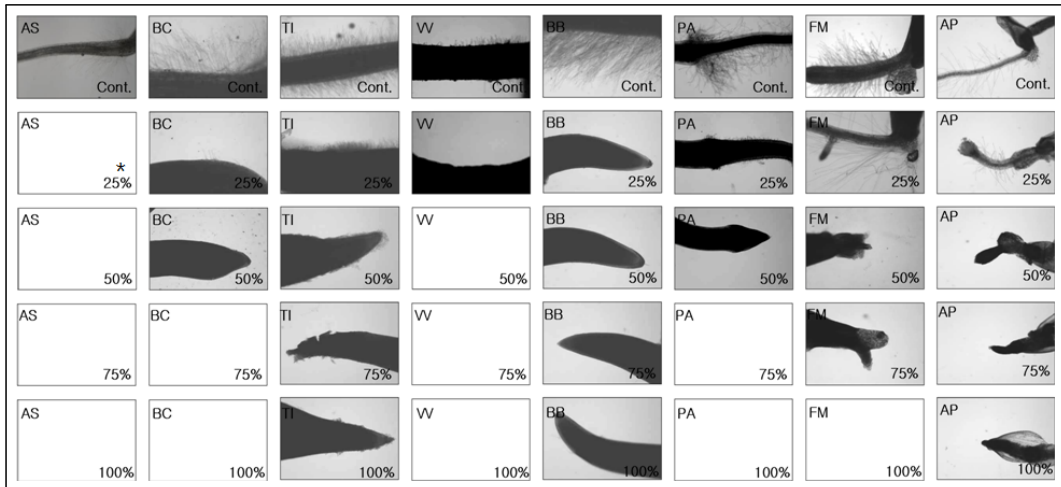 AS BC TI VV BB PA FM AP
Cont. Cont. Cont. Cont. Cont. Cont. Cont. Cont.
AS BC TI VV BB PA FM AP
*
25% 25% 25% 25% 25% 25% 25% 25%
AS BC TI VV BB PA FM AP
50% 50% 50% 50% 50% 50% 50% 50%
AS BC TI VV BB PA FM AP
75% 75% 75% 75% 75% 75% 75% 75%
AS BC TI VV BB PA FM AP
100% 100% 100% 100% 100% 100% 100% 100%